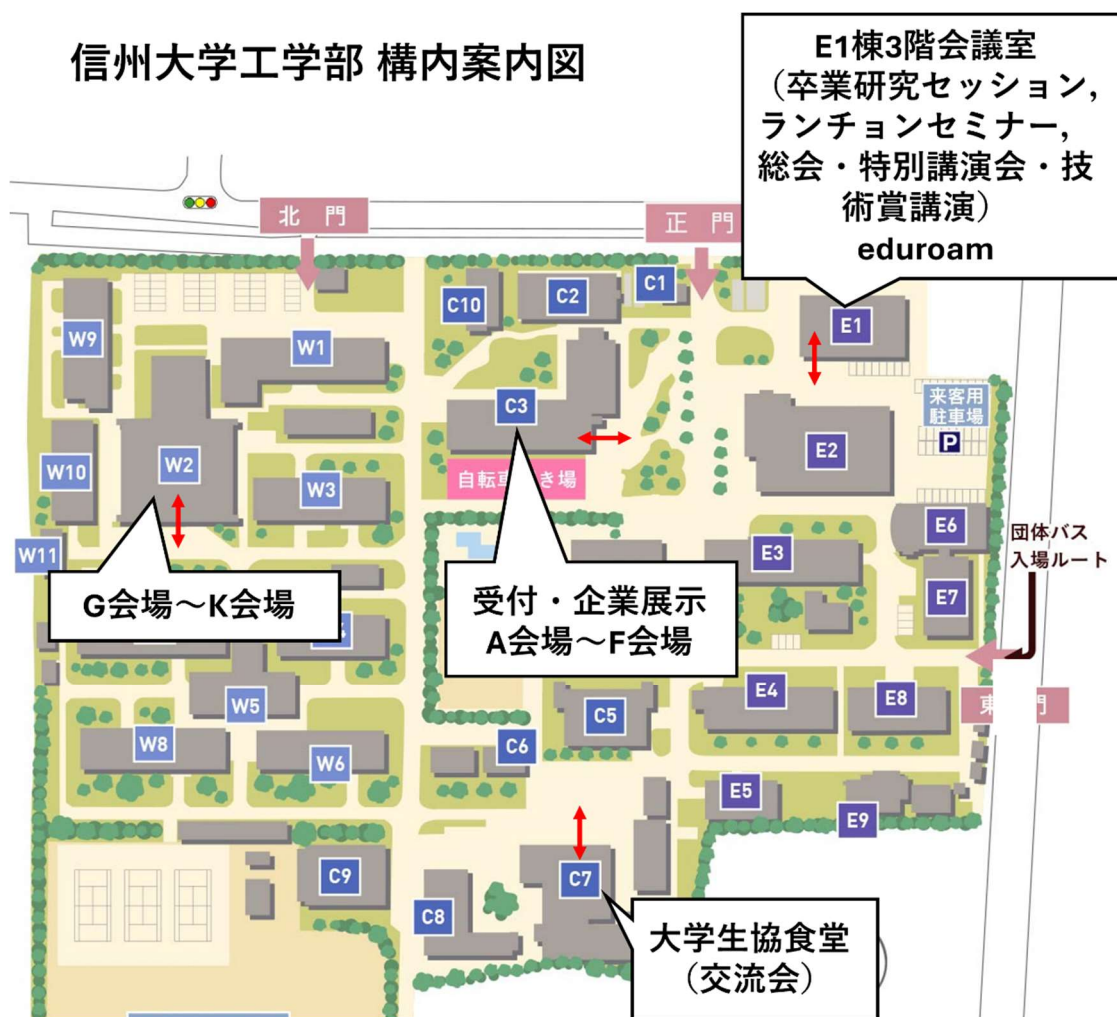 信州大学工学部 構内案内図
E1棟3階会議室
（卒業研究セッション,
ランチョンセミナー,
総会・特別講演会・技
術賞講演）
eduroam
北 門
正 門
C1
C2
C10
W9
W1
E1
C3
来客用
駐車場
P
W10
W2
W3
自転車
き場
E2
E6
W11
E3
団体バス
入場ルート
E7
G会場～K会場
受付・企業展示
A会場～F会場
W5
C5
E4
E8
東
門
W8
W6
C6
E5
E9
C9
C7
C8
大学生協食堂
（交流会）